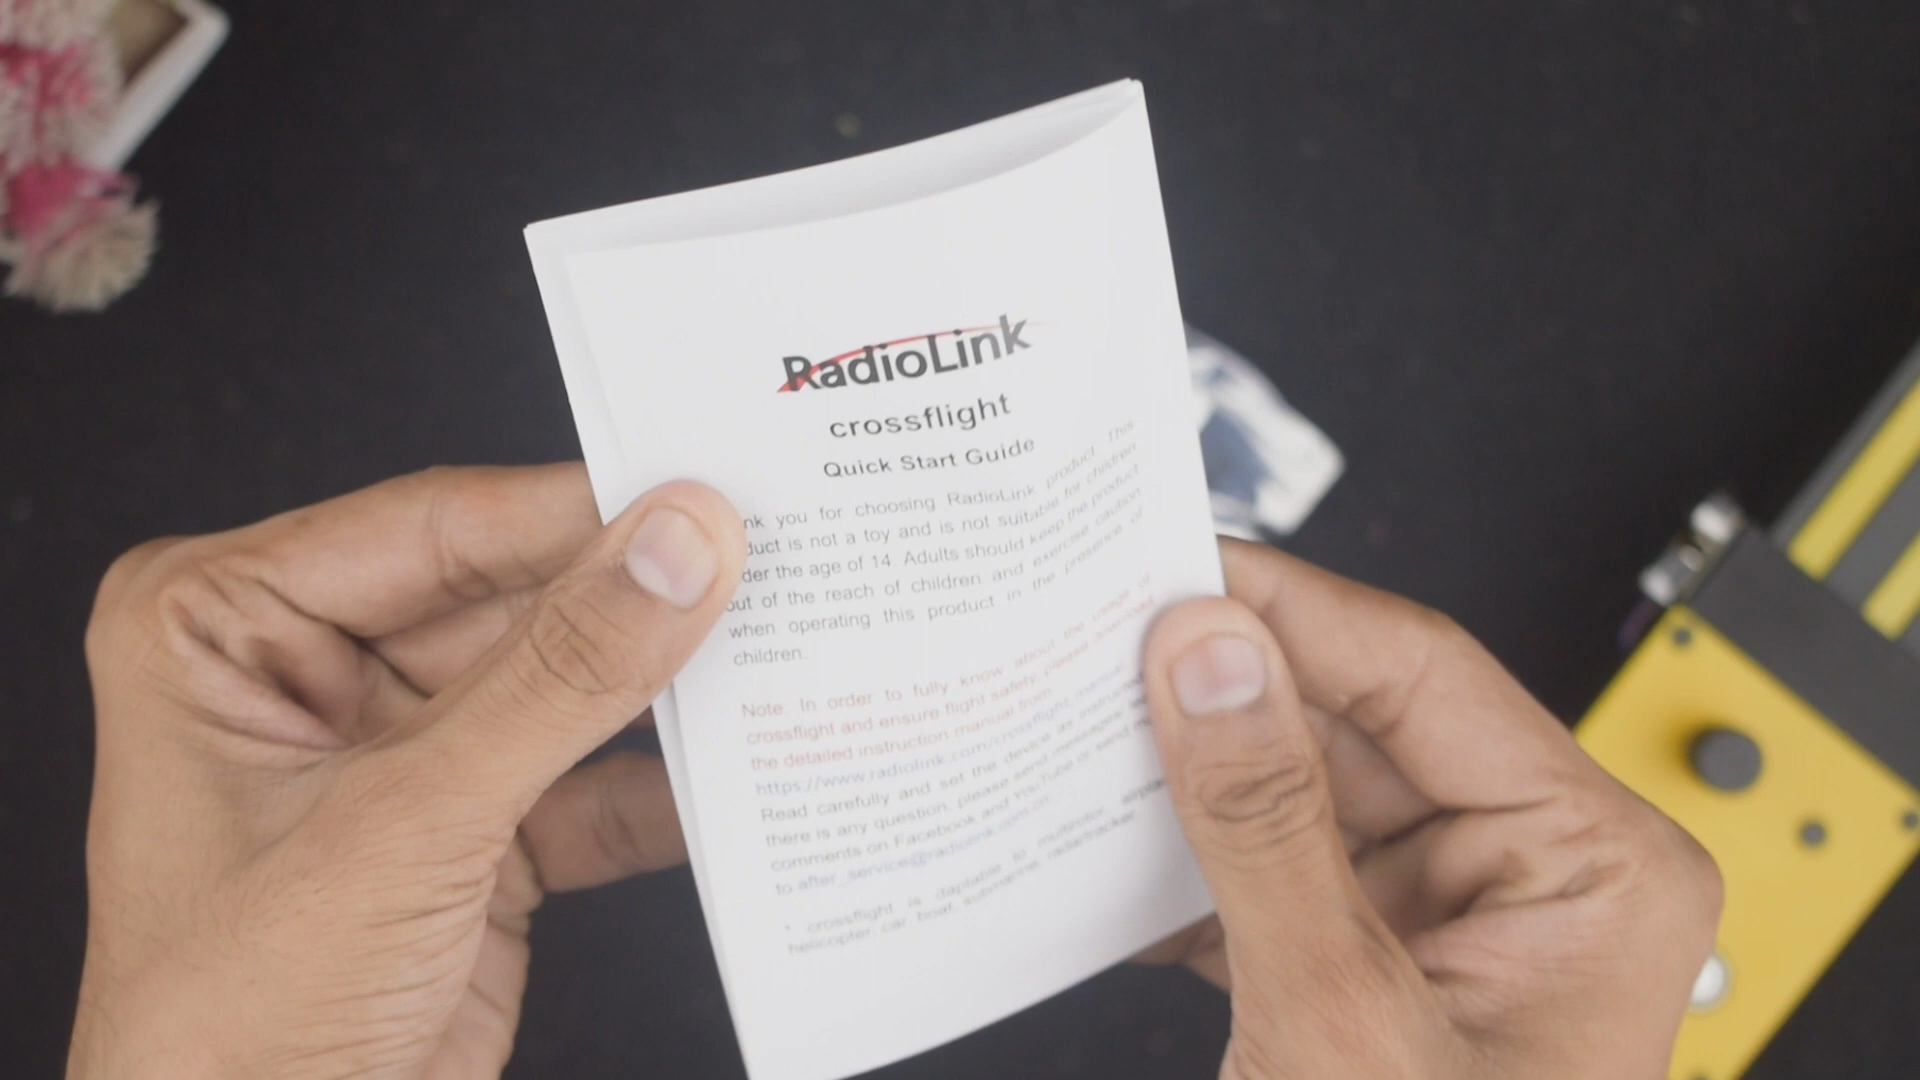 RadioLink
crossflight
Quick Start Guide
nk you for choosing RadioLink product. This
duct is not a toy and is not suitable for children
der the age of 14. Adults should keep the product
out of the reach of children and exercise caution
when operating this product in the presence of
children.
Note: In order to fully know about the usage of
crossflight and ensure flight safety, please download
the detailed instruction manual from
https://www.radiolink.com/crossflight_manual
Read carefully and set the device as instructed
there is any question, please send messages
comments on Facebook and YouTube or send
to after_service@radiolink.com.cn
* crossflight is daptable to multirotor, airpla
helicopter, car, boat, submarine, radartracker